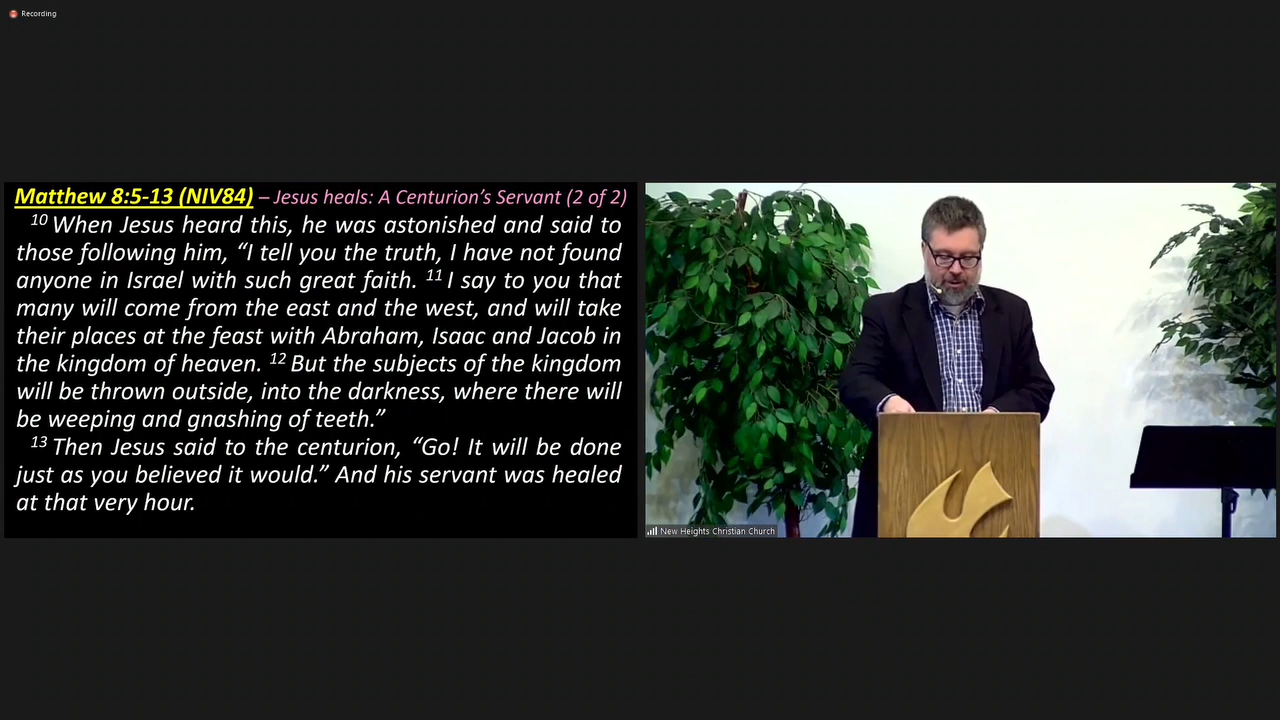 Recording
Matthew 8:5-13 (NIV84) – Jesus heals: A Centurion’s Servant (2 of 2)
10 When Jesus heard this, he was astonished and said to
those following him, “I tell you the truth, I have not found
anyone in Israel with such great faith. 11 I say to you that
many will come from the east and the west, and will take
their places at the feast with Abraham, Isaac and Jacob in
the kingdom of heaven. 12 But the subjects of the kingdom
will be thrown outside, into the darkness, where there will
be weeping and gnashing of teeth.”
13 Then Jesus said to the centurion, “Go! It will be done
just as you believed it would.” And his servant was healed
at that very hour.
New Heights Christian Church